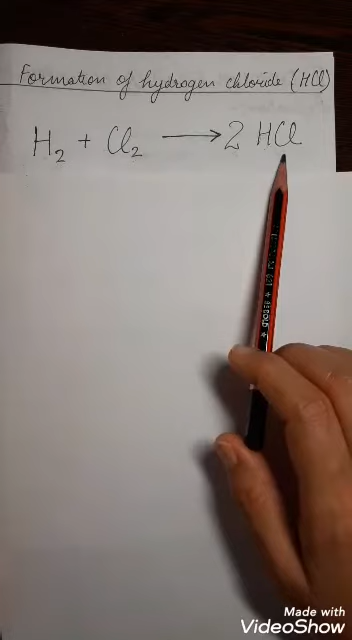 Formation of hydrogen chloride (HCl)
H₂ + Cl₂ ⟶ 2 HCl
Made with
VideoShow